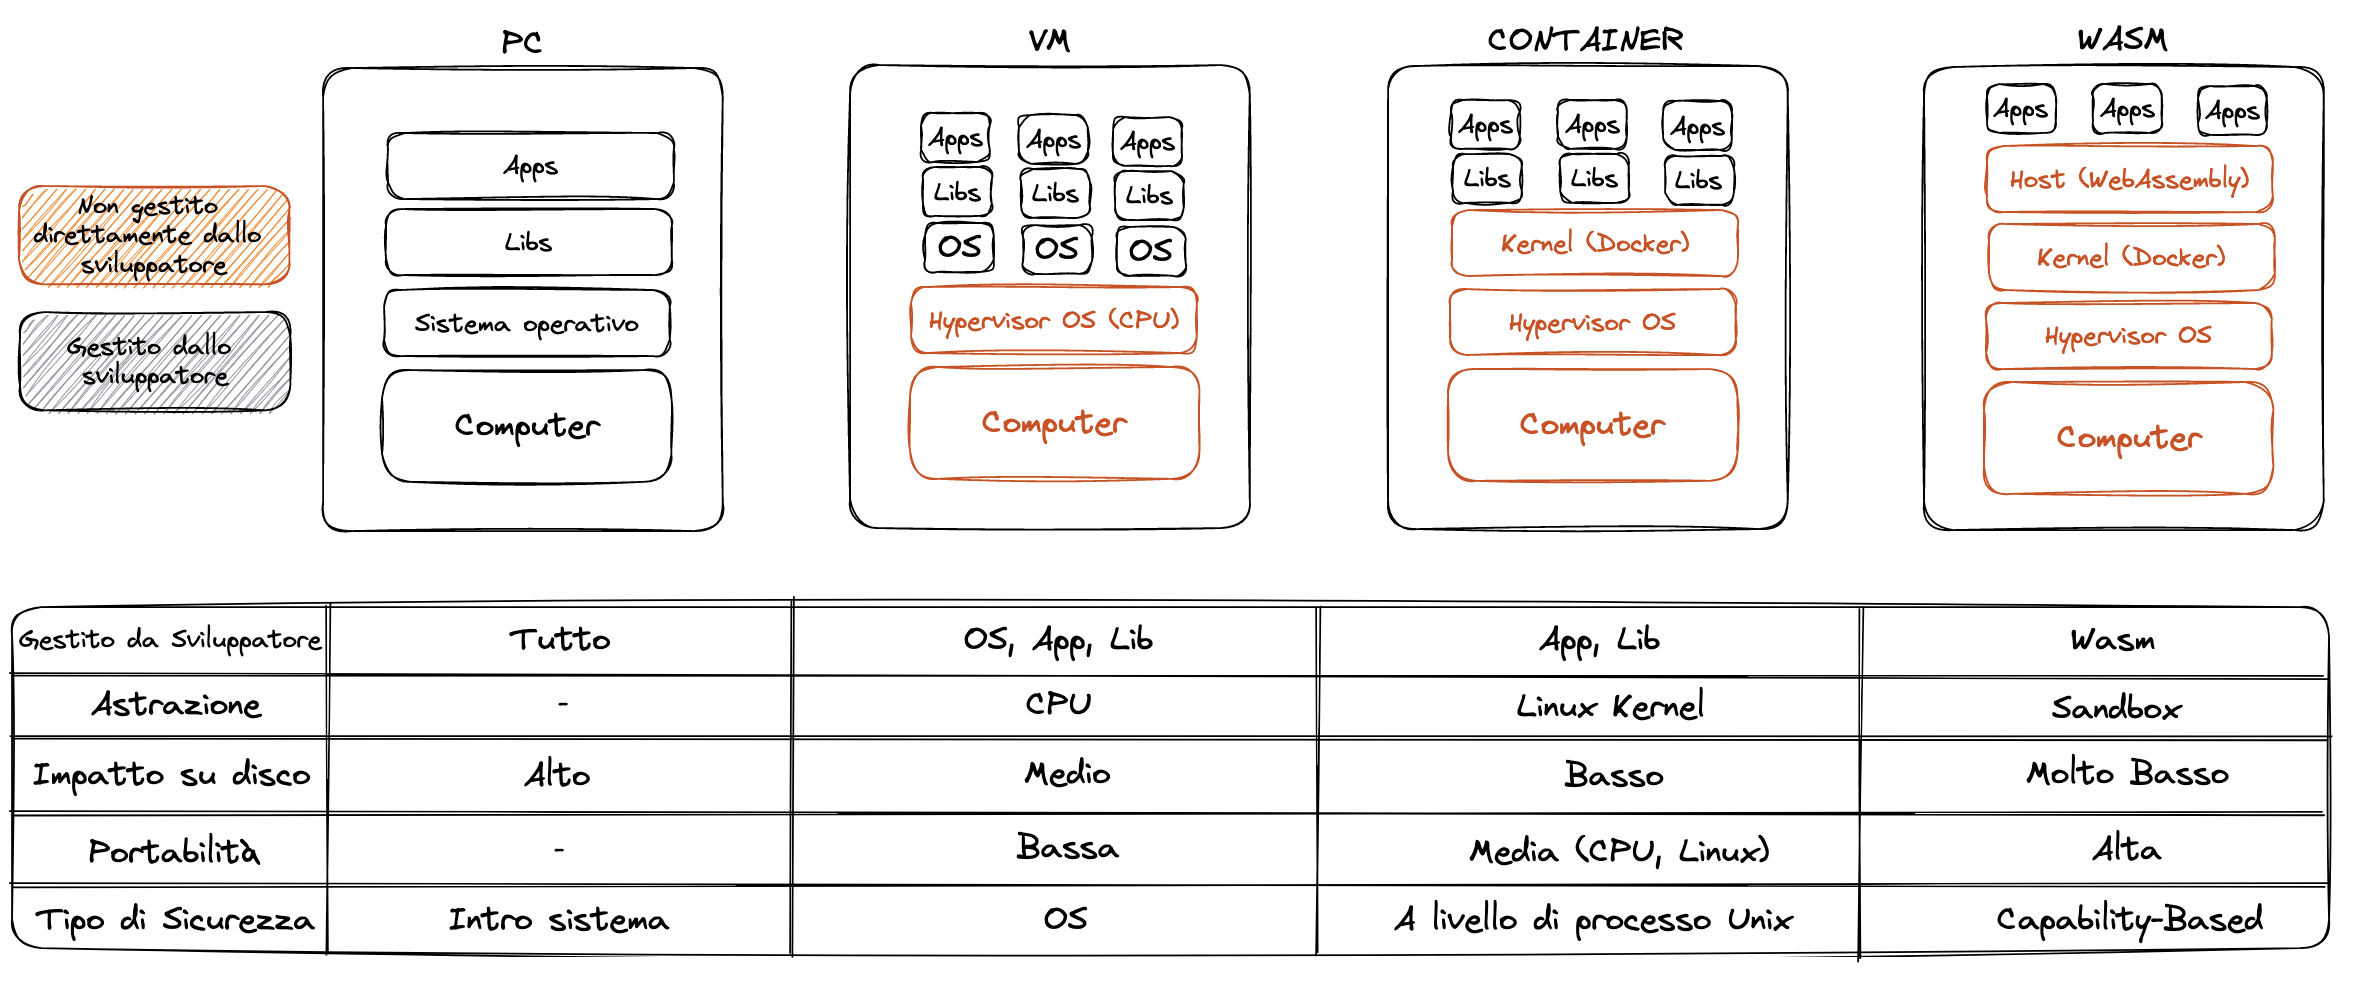 PC
VM
CONTAINER
WASM
Non gestito
direttamente dallo
sviluppatore
Gestito dallo
sviluppatore
Apps
Libs
Sistema operativo
Computer
Apps Apps Apps
Libs Libs Libs
OS OS OS
Hypervisor OS (CPU)
Computer
Apps Apps Apps
Libs Libs Libs
Kernel (Docker)
Hypervisor OS
Computer
Apps Apps Apps
Host (WebAssembly)
Kernel (Docker)
Hypervisor OS
Computer
Gestito da Sviluppatore Tutto OS, App, Lib App, Lib Wasm
Astrazione - CPU Linux Kernel Sandbox
Impatto su disco Alto Medio Basso Molto Basso
Portabilità - Bassa Media (CPU, Linux) Alta
Tipo di Sicurezza Intro sistema OS A livello di processo Unix Capability-Based